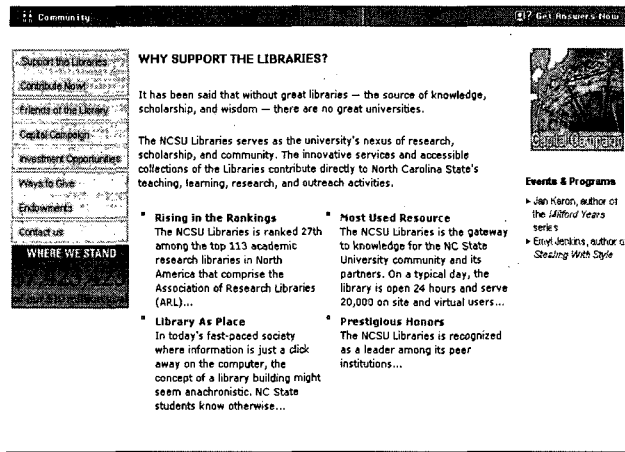 Community
? Get Answers Now
Support the Libraries
Contribute Now!
Friends of the Library
Capital Campaign
Investment Opportunities
Ways to Give
Endowments
Contact us
WHERE WE STAND
WHY SUPPORT THE LIBRARIES?
It has been said that without great libraries — the source of knowledge,
scholarship, and wisdom — there are no great universities.
The NCSU Libraries serves as the university's nexus of research,
scholarship, and community. The innovative services and accessible
collections of the Libraries contribute directly to North Carolina State's
teaching, learning, research, and outreach activities.
Rising in the Rankings
The NCSU Libraries is ranked 27th
among the top 113 academic
research libraries in North
America that comprise the
Association of Research Libraries
(ARL)...
Library As Place
In today's fast-paced society
where information is just a click
away on the computer, the
concept of a library building might
seem anachronistic. NC State
students know otherwise...
Most Used Resource
The NCSU Libraries is the gateway
to knowledge for the NC State
University community and its
partners. On a typical day, the
library is open 24 hours and serve
20,000 on site and virtual users...
Prestigious Honors
The NCSU Libraries is recognized
as a leader among its peer
institutions...
Capital Campaign
Events & Programs
Jan Karon, author of
the Mitford Years
series
Emyl Jenkins, author o
Stealing With Style